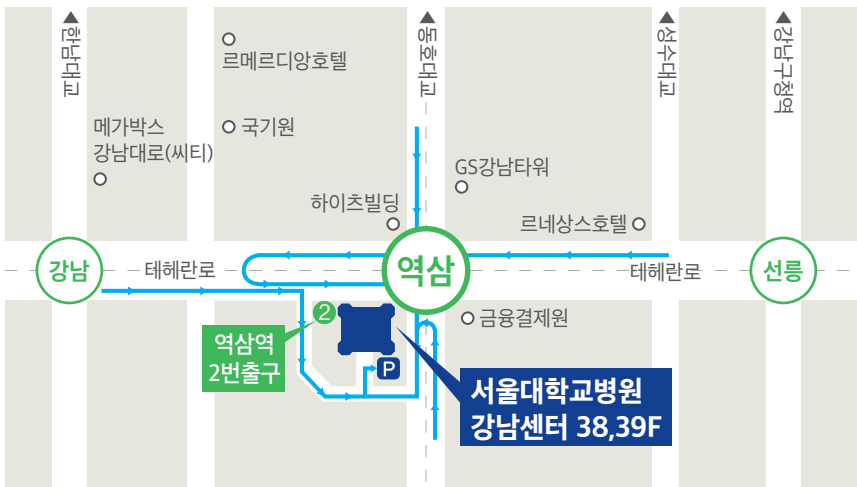 ◀한남대교
◀동호대교
◀성수대교
◀강남구청역
르메르디앙호텔
메가박스
강남대로(씨티)
국기원
GS강남타워
하이츠빌딩
르네상스호텔
강남
테헤란로
역삼
테헤란로
선릉
2
금융결제원
역삼역
2번출구
P
서울대학교병원
강남센터 38,39F